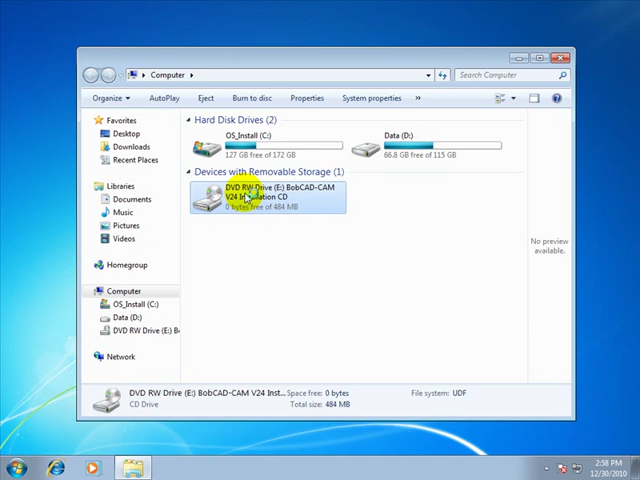 Computer
Search Computer
Organize
AutoPlay
Eject
Burn to disc
Properties
System properties
»
Favorites
Desktop
Downloads
Recent Places
Libraries
Documents
Music
Pictures
Videos
Homegroup
Computer
OS_Install (C:)
Data (D:)
DVD RW Drive (E:) Bo
Network
Hard Disk Drives (2)
OS_Install (C:)
127 GB free of 172 GB
Data (D:)
66.8 GB free of 115 GB
Devices with Removable Storage (1)
DVD RW Drive (E:) BobCAD-CAM
V24 Installation CD
0 bytes free of 484 MB
No preview
available.
DVD RW Drive (E:) BobCAD-CAM V24 Inst... Space free: 0 bytes
File system: UDF
CD Drive
Total size: 484 MB
2:58 PM
12/30/2010